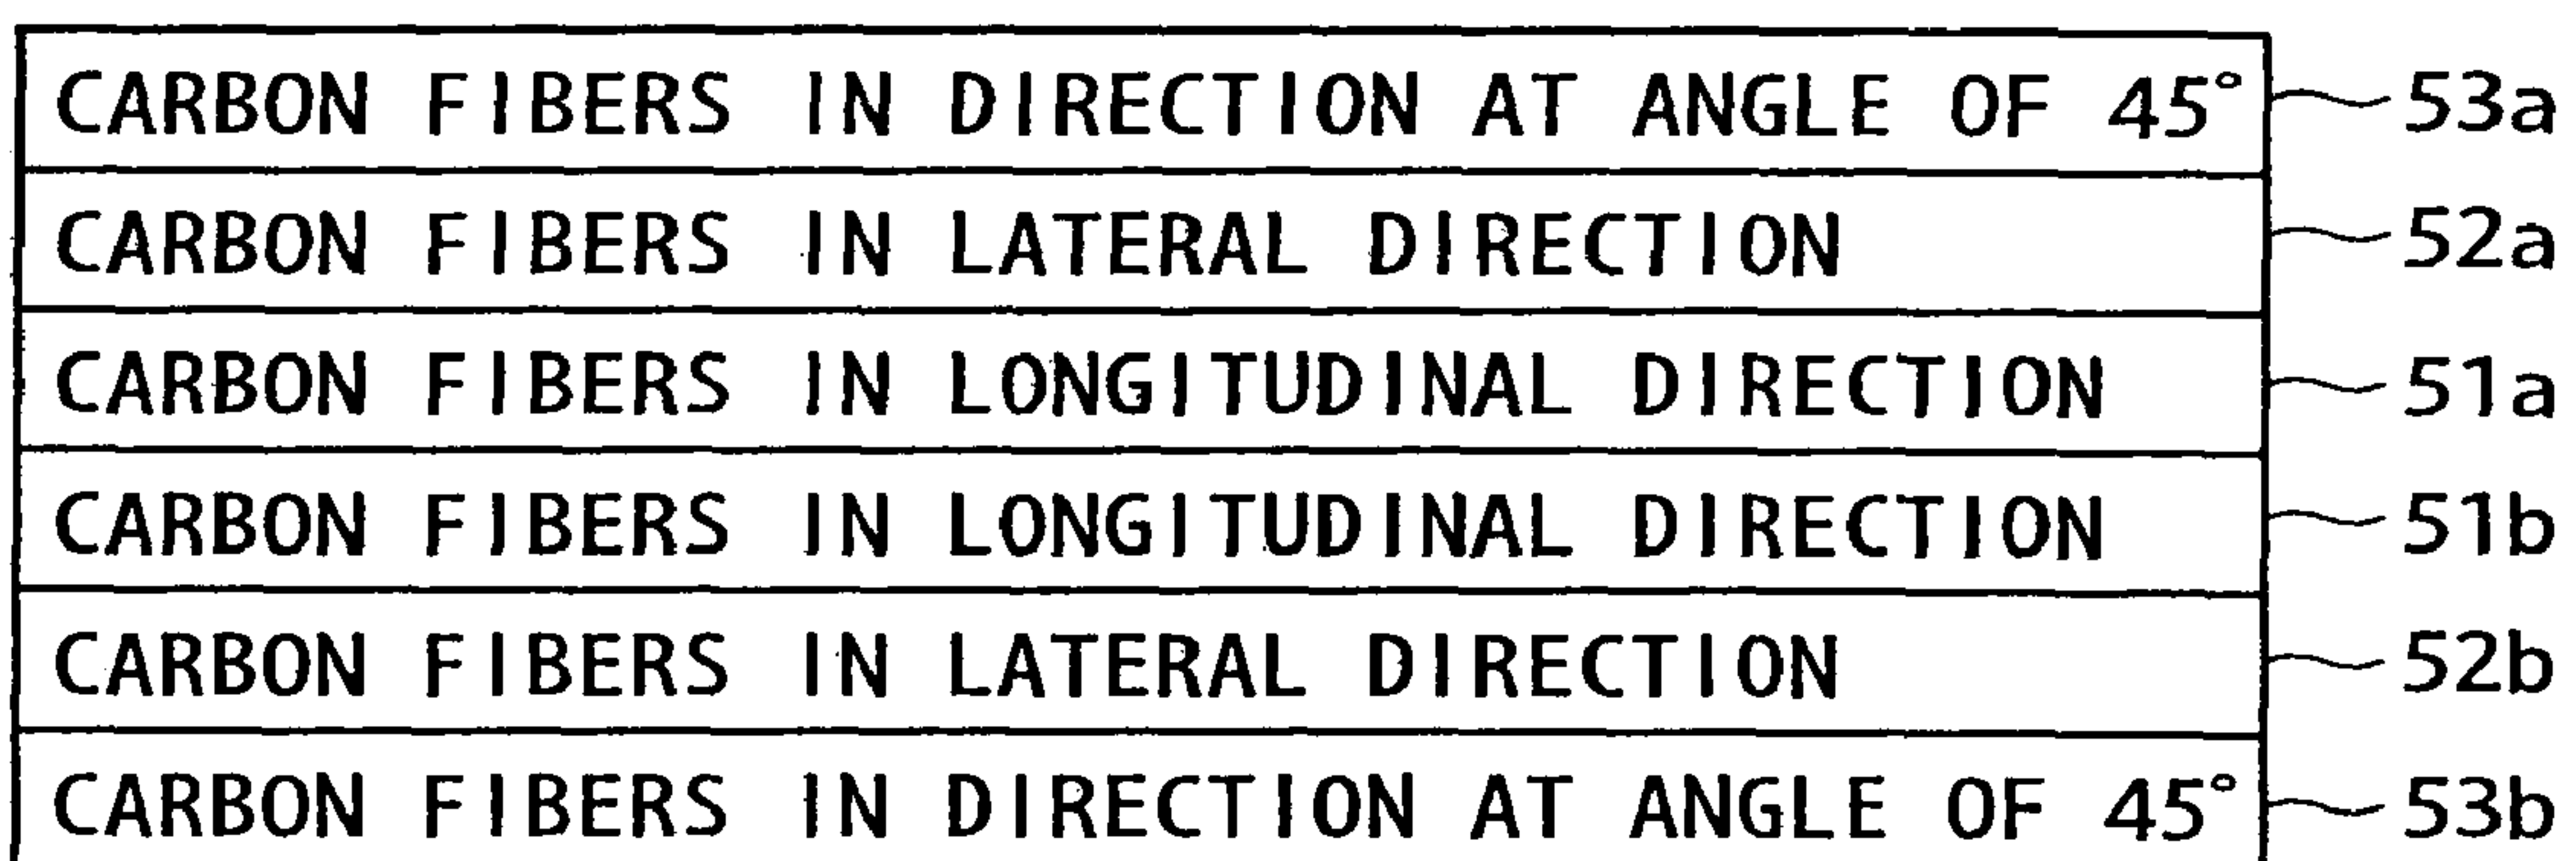 CARBON FIBERS IN DIRECTION AT ANGLE OF 45° 53a
CARBON FIBERS IN LATERAL DIRECTION 52a
CARBON FIBERS IN LONGITUDINAL DIRECTION 51a
CARBON FIBERS IN LONGITUDINAL DIRECTION 51b
CARBON FIBERS IN LATERAL DIRECTION 52b
CARBON FIBERS IN DIRECTION AT ANGLE OF 45° 53b